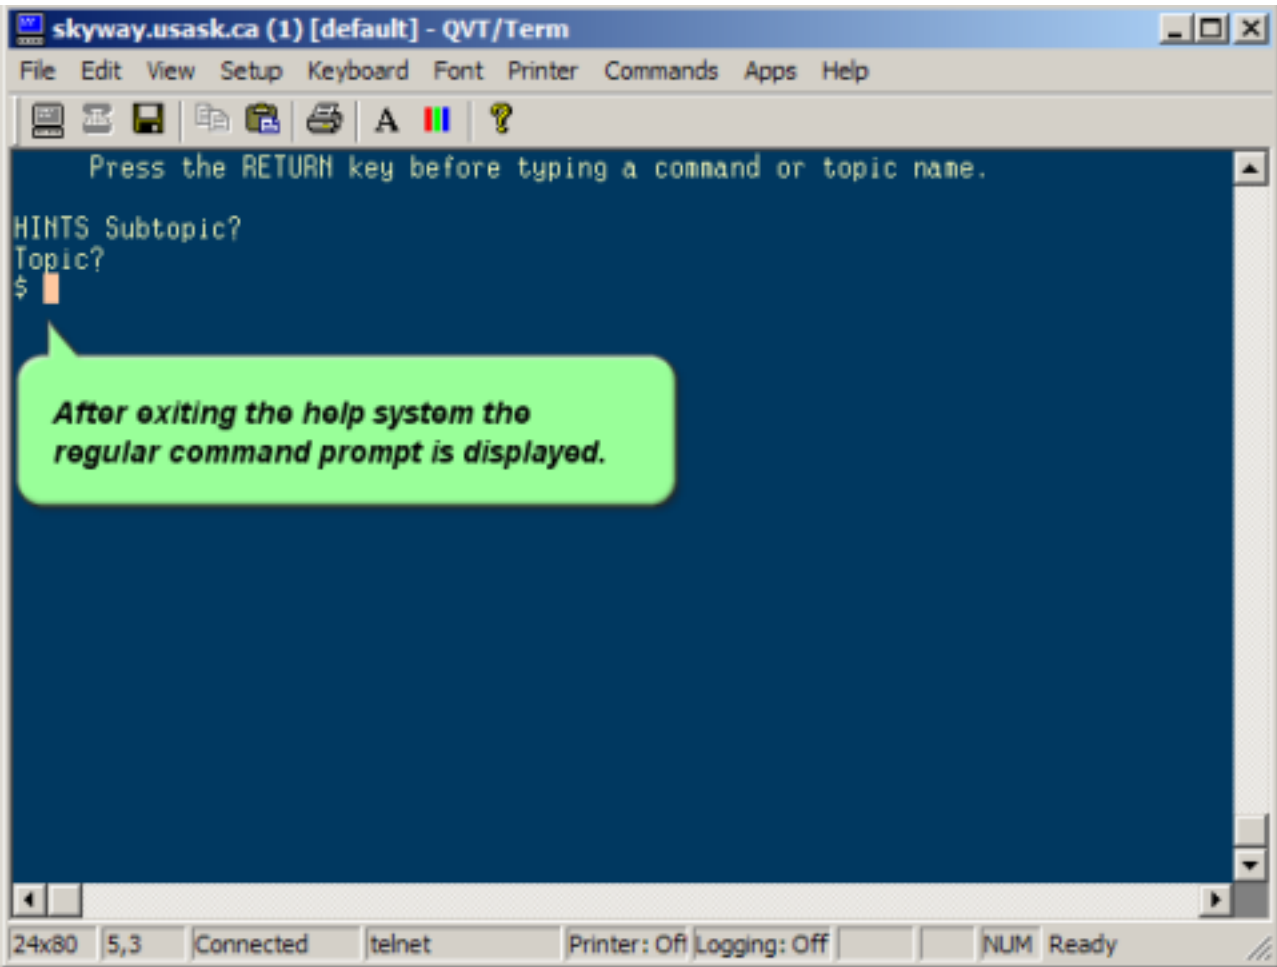 skyway.usask.ca (1) [default] - QVT/Term
File Edit View Setup Keyboard Font Printer Commands Apps Help
A
Press the RETURN key before typing a command or topic name.
HINTS Subtopic?
Topic?
$
After exiting the help system the
regular command prompt is displayed.
24x80 5,3 Connected telnet Printer: Off Logging: Off NUM Ready